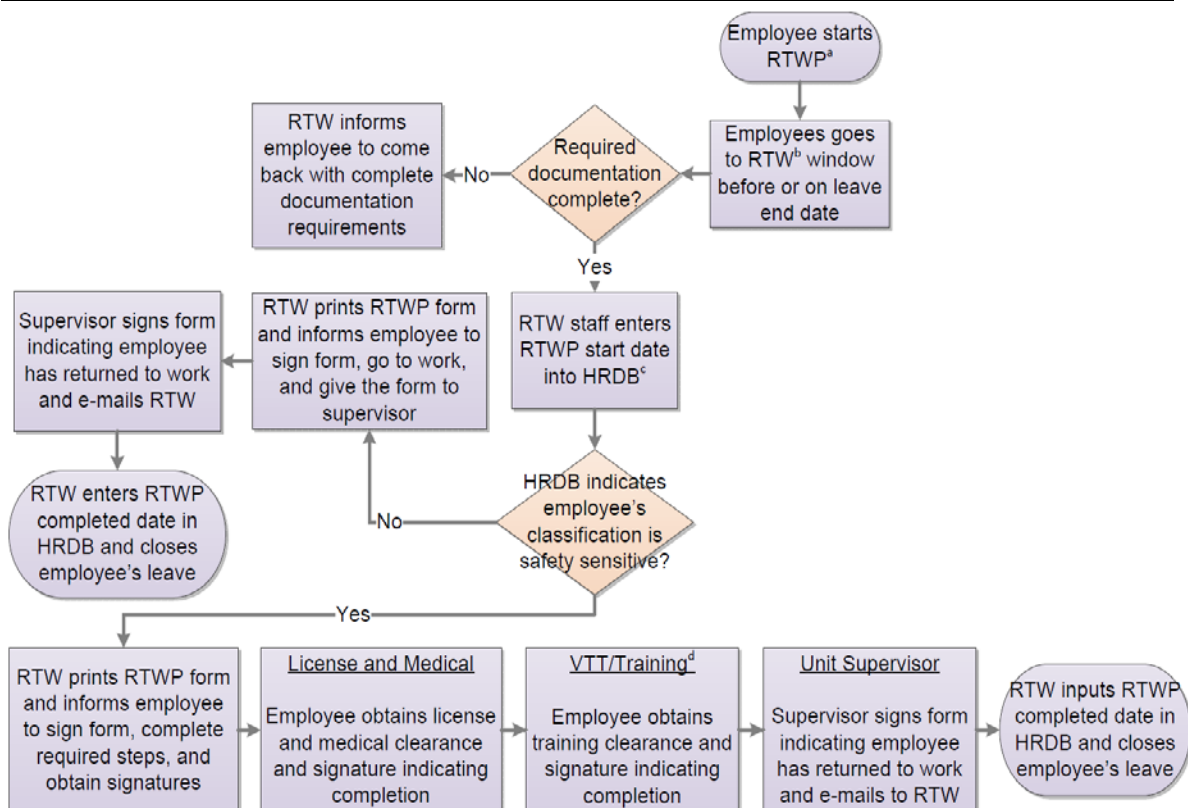 Employee starts
RTWPᵃ
Employees goes
to RTWᵇ window
before or on leave
end date
Required
documentation
complete?
No
RTW informs
employee to come
back with complete
documentation
requirements
Yes
RTW staff enters
RTWP start date
into HRDBᶜ
HRDB indicates
employee's
classification is
safety sensitive?
No
RTW prints RTWP form
and informs employee to
sign form, go to work,
and give the form to
supervisor
Supervisor signs form
indicating employee
has returned to work
and e-mails RTW
RTW enters RTWP
completed date in
HRDB and closes
employee's leave
Yes
RTW prints RTWP form
and informs employee
to sign form, complete
required steps, and
obtain signatures
License and Medical
Employee obtains license
and medical clearance
and signature indicating
completion
VTT/Trainingᵈ
Employee obtains
training clearance and
signature indicating
completion
Unit Supervisor
Supervisor signs form
indicating employee
has returned to work
and e-mails to RTW
RTW inputs RTWP
completed date in
HRDB and closes
employee's leave